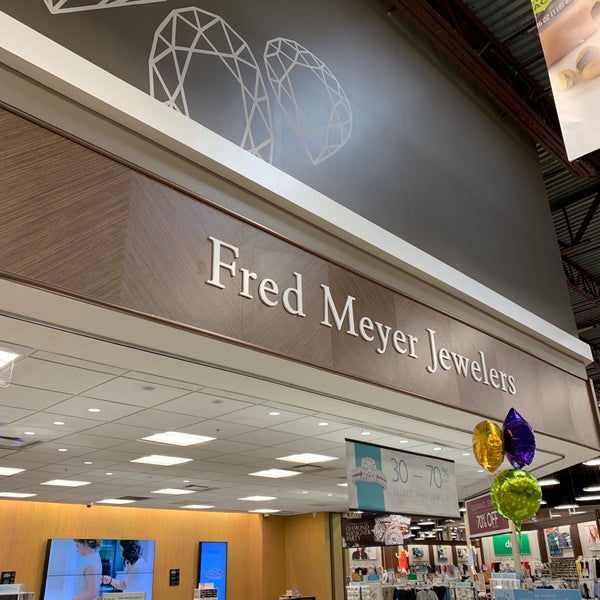 Fred Meyer Jewelers
30 - 70%
SELECT FINE JEWELRY
70% OFF